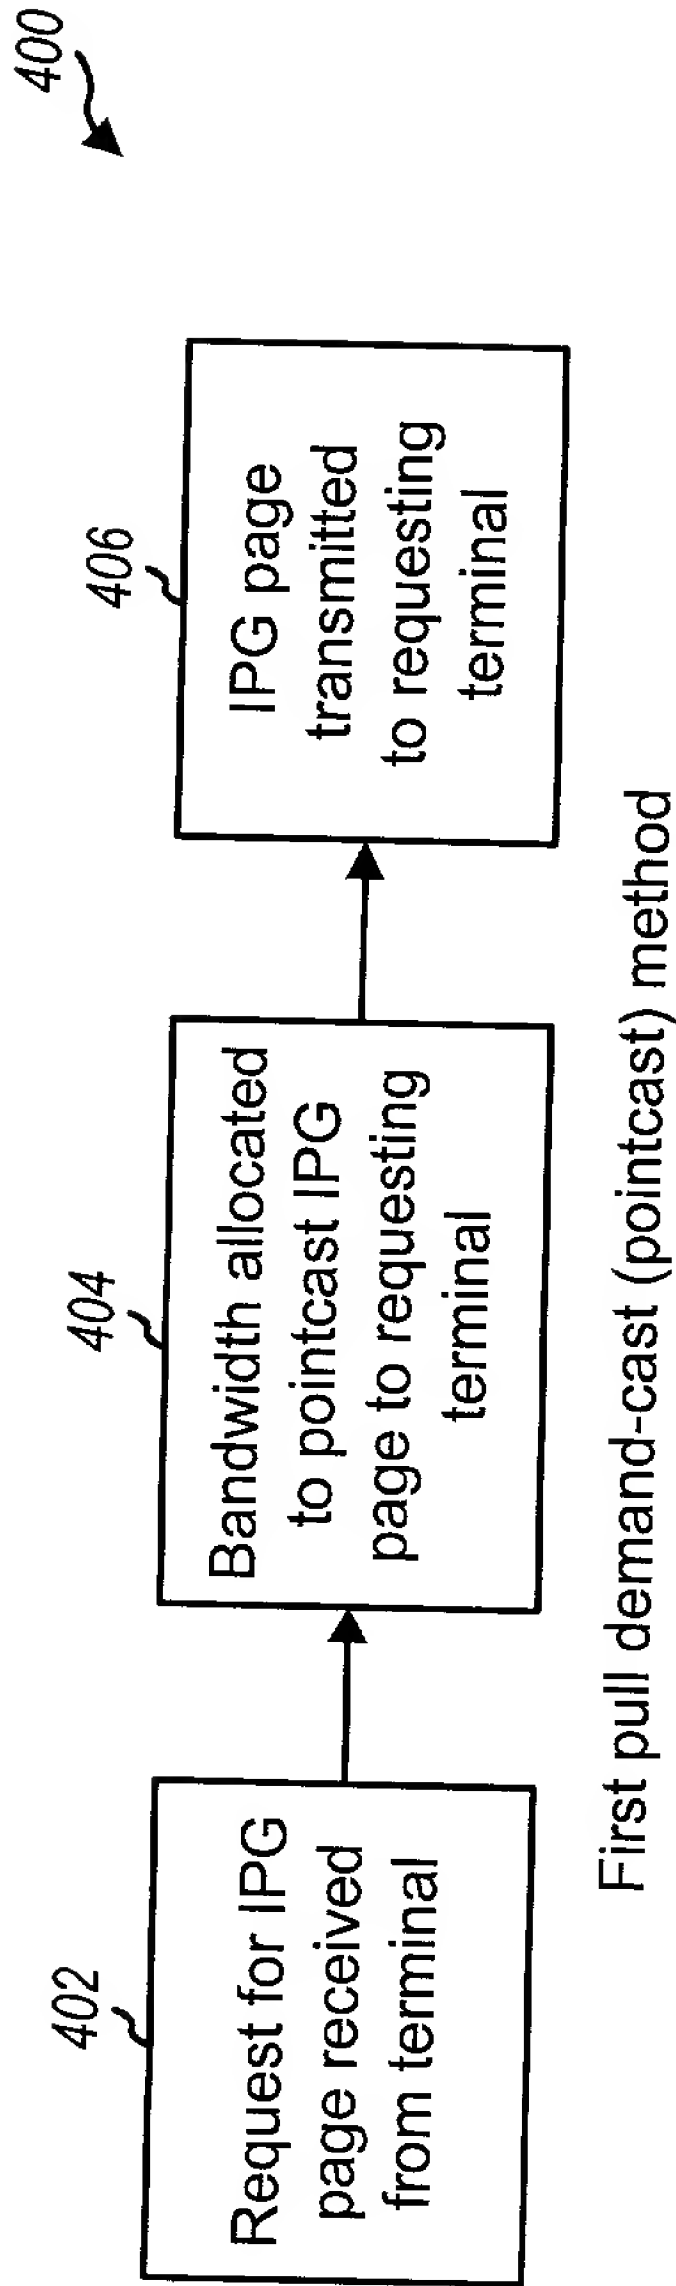 400
402
Request for IPG
page received
from terminal
404
Bandwidth allocated
to pointcast IPG
page to requesting
terminal
406
IPG page
transmitted
to requesting
terminal
First pull demand-cast (pointcast) method